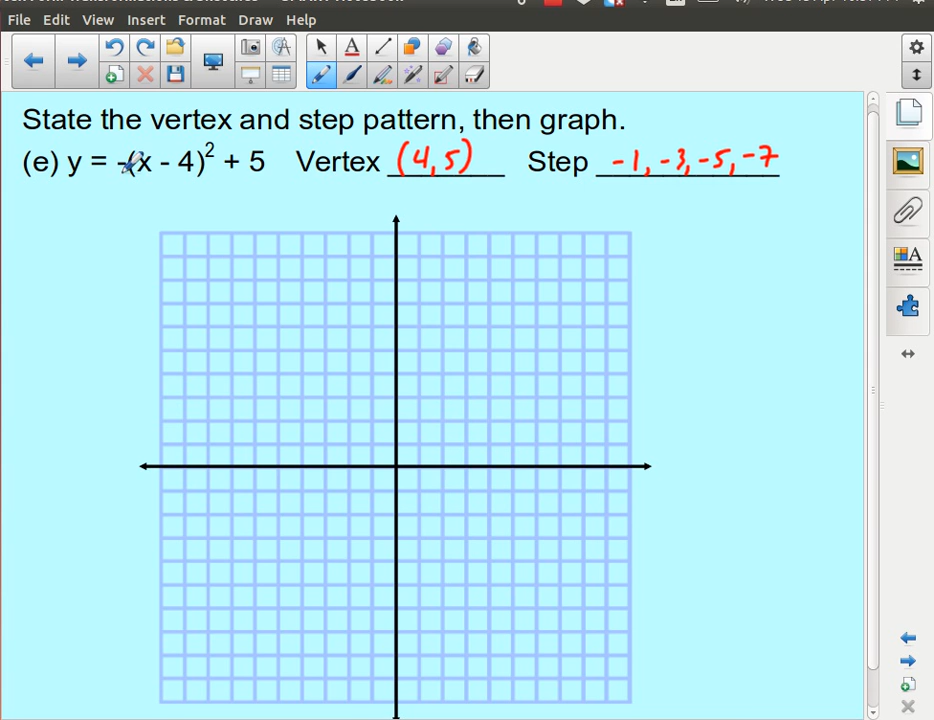 File Edit View Insert Format Draw Help
State the vertex and step pattern, then graph.
(e) y = -(x - 4)² + 5 Vertex (4,5) Step -1, -3, -5, -7